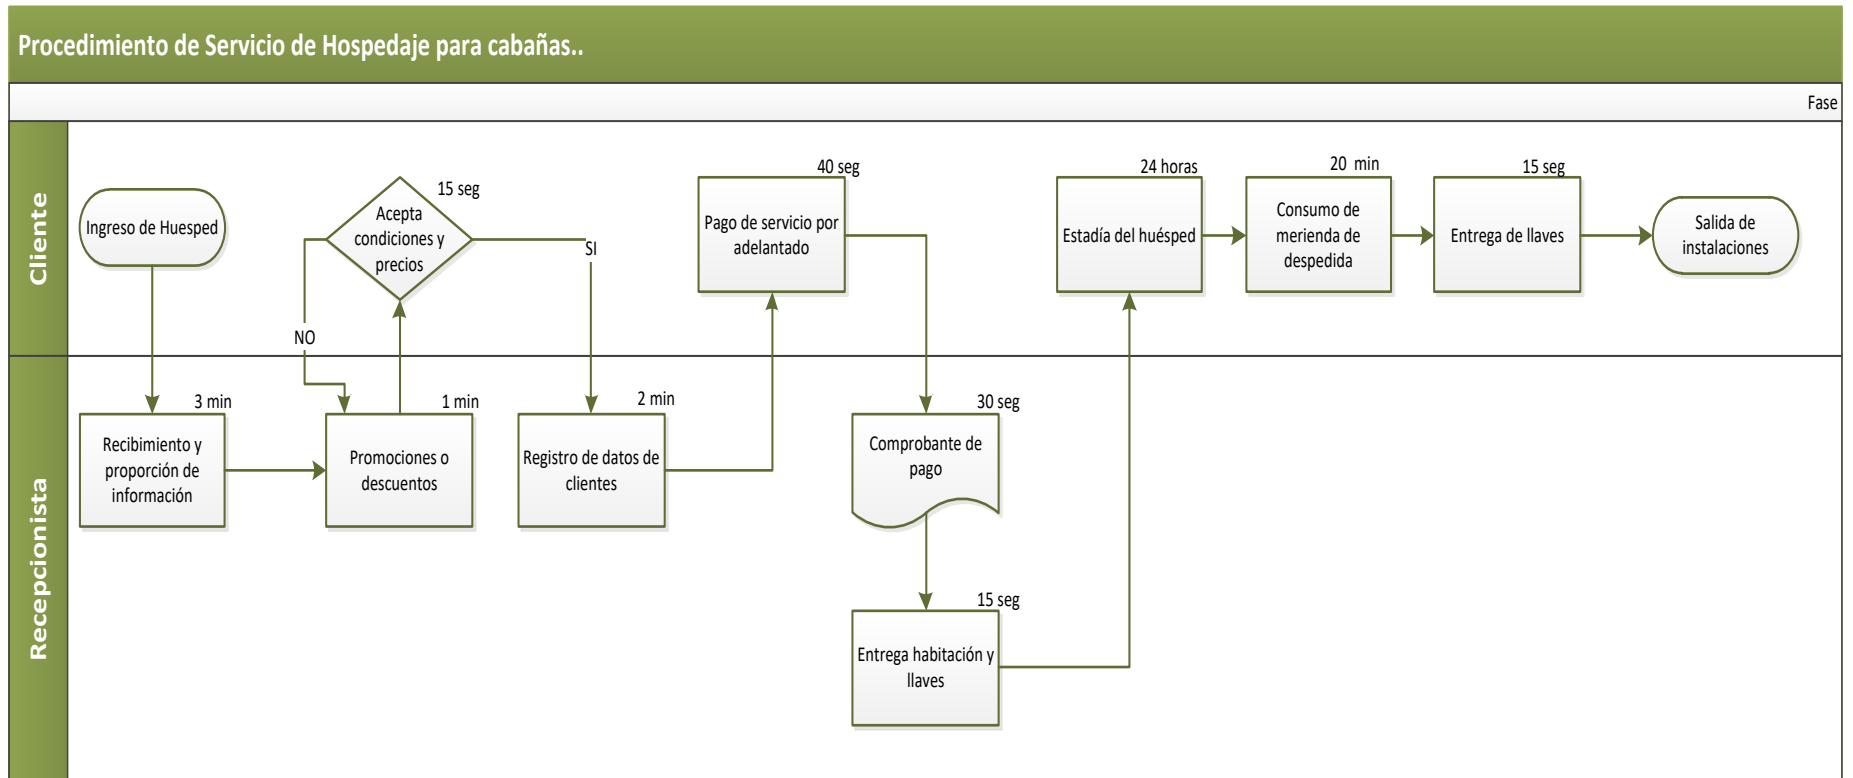 Procedimiento de Servicio de Hospedaje para cabañas..
Fase
Cliente
Ingreso de Huesped
15 seg
Acepta
condiciones y
precios
SI
NO
40 seg
Pago de servicio por
adelantado
24 horas
Estadía del huésped
20 min
Consumo de
merienda de
despedida
15 seg
Entrega de llaves
Salida de
instalaciones
Recepcionista
3 min
Recibimiento y
proporción de
información
1 min
Promociones o
descuentos
2 min
Registro de datos de
clientes
30 seg
Comprobante de
pago
15 seg
Entrega habitación y
llaves